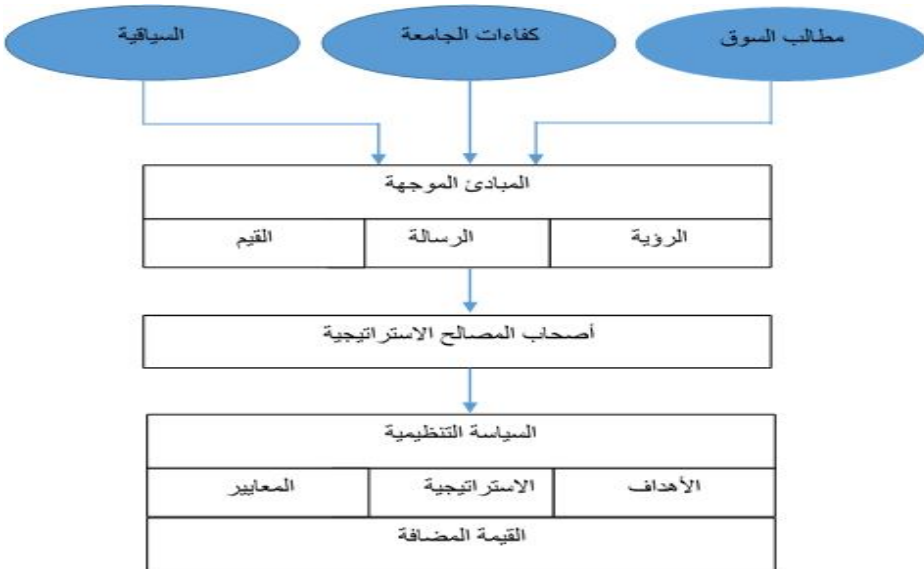 مطالب السوق
كفاءات الجامعة
السياقية
المبادئ الموجهة
الرؤية
الرسالة
القيم
أصحاب المصالح الاستراتيجية
السياسة التنظيمية
الأهداف
الاستراتيجية
المعايير
القيمة المضافة